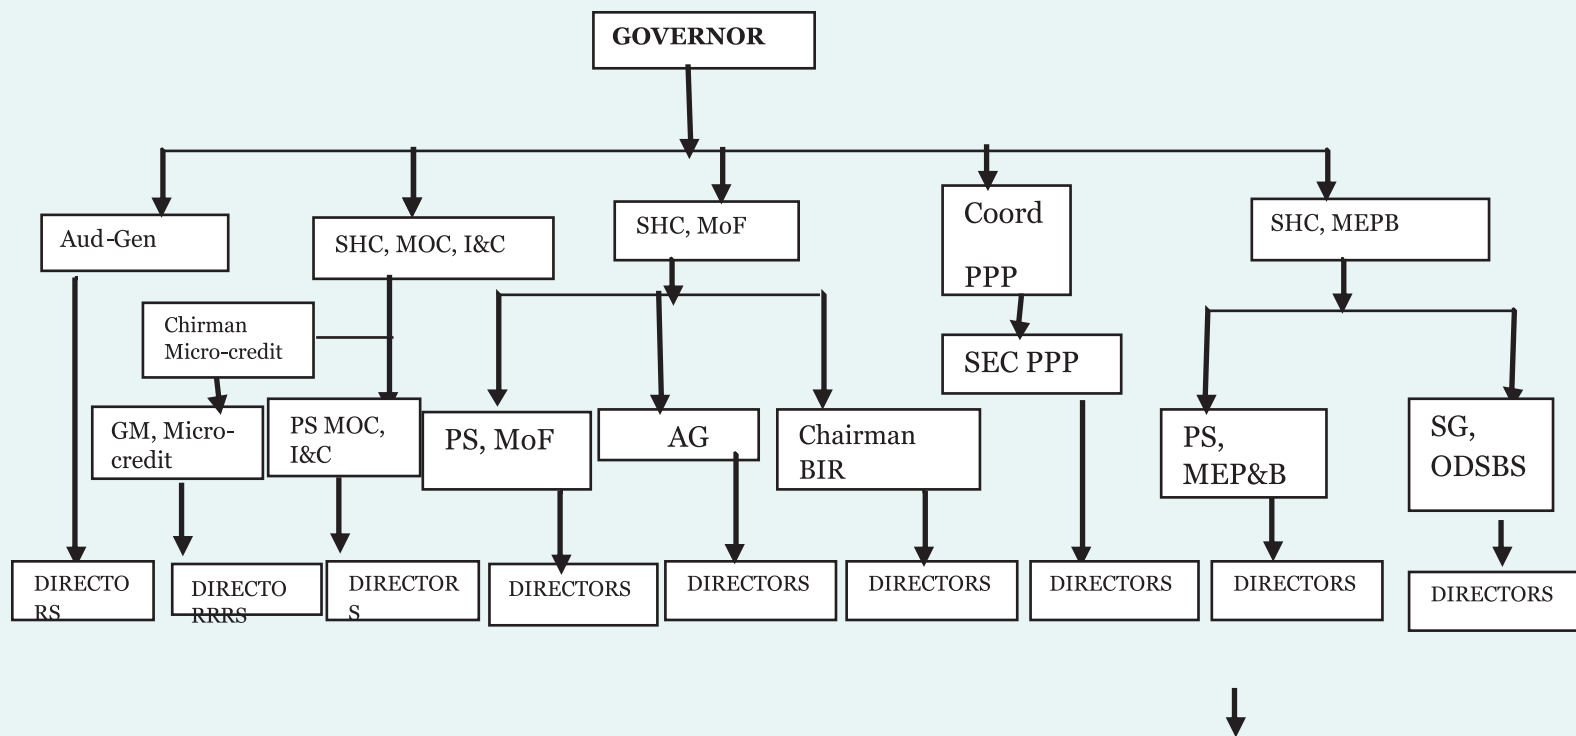 GOVERNOR
Aud-Gen
SHC, MOC, I&C
SHC, MoF
Coord
PPP
SHC, MEPB
Chirman
Micro-credit
SEC PPP
GM, Micro-
credit
PS MOC,
I&C
PS, MoF
AG
Chairman
BIR
PS,
MEP&B
SG,
ODSBS
DIRECTO
RS
DIRECTO
RRRS
DIRECTOR
S
DIRECTORS
DIRECTORS
DIRECTORS
DIRECTORS
DIRECTORS
DIRECTORS